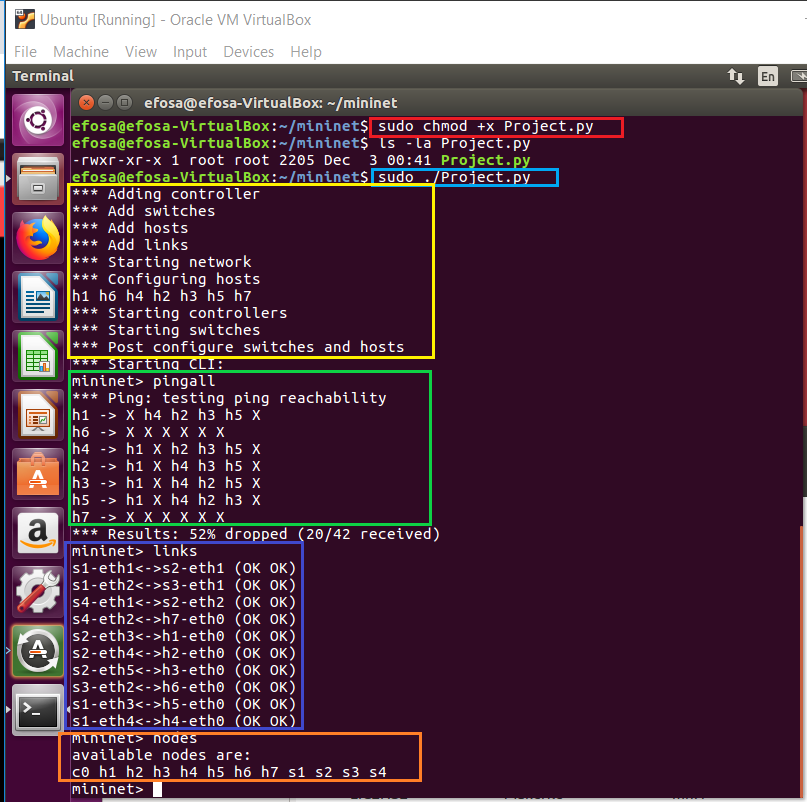 Ubuntu [Running] - Oracle VM VirtualBox
File Machine View Input Devices Help
Terminal
En
efosa@efosa-VirtualBox: ~/mininet
efosa@efosa-VirtualBox:~/mininet$ sudo chmod +x Project.py
efosa@efosa-VirtualBox:~/mininet$ ls -la Project.py
-rwxr-xr-x 1 root root 2205 Dec  3 00:41 Project.py
efosa@efosa-VirtualBox:~/mininet$ sudo ./Project.py
*** Adding controller
*** Add switches
*** Add hosts
*** Add links
*** Starting network
*** Configuring hosts
h1 h6 h4 h2 h3 h5 h7
*** Starting controllers
*** Starting switches
*** Post configure switches and hosts
*** Starting CLI:
mininet> pingall
*** Ping: testing ping reachability
h1 -> X h4 h2 h3 h5 X
h6 -> X X X X X X
h4 -> h1 X h2 h3 h5 X
h2 -> h1 X h4 h3 h5 X
h3 -> h1 X h4 h2 h5 X
h5 -> h1 X h4 h2 h3 X
h7 -> X X X X X X
*** Results: 52% dropped (20/42 received)
mininet> links
s1-eth1<->s2-eth1 (OK OK)
s1-eth2<->s3-eth1 (OK OK)
s4-eth1<->s2-eth2 (OK OK)
s4-eth2<->h7-eth0 (OK OK)
s2-eth3<->h1-eth0 (OK OK)
s2-eth4<->h2-eth0 (OK OK)
s2-eth5<->h3-eth0 (OK OK)
s3-eth2<->h6-eth0 (OK OK)
s1-eth3<->h5-eth0 (OK OK)
s1-eth4<->h4-eth0 (OK OK)
mininet> nodes
available nodes are:
c0 h1 h2 h3 h4 h5 h6 h7 s1 s2 s3 s4
mininet>